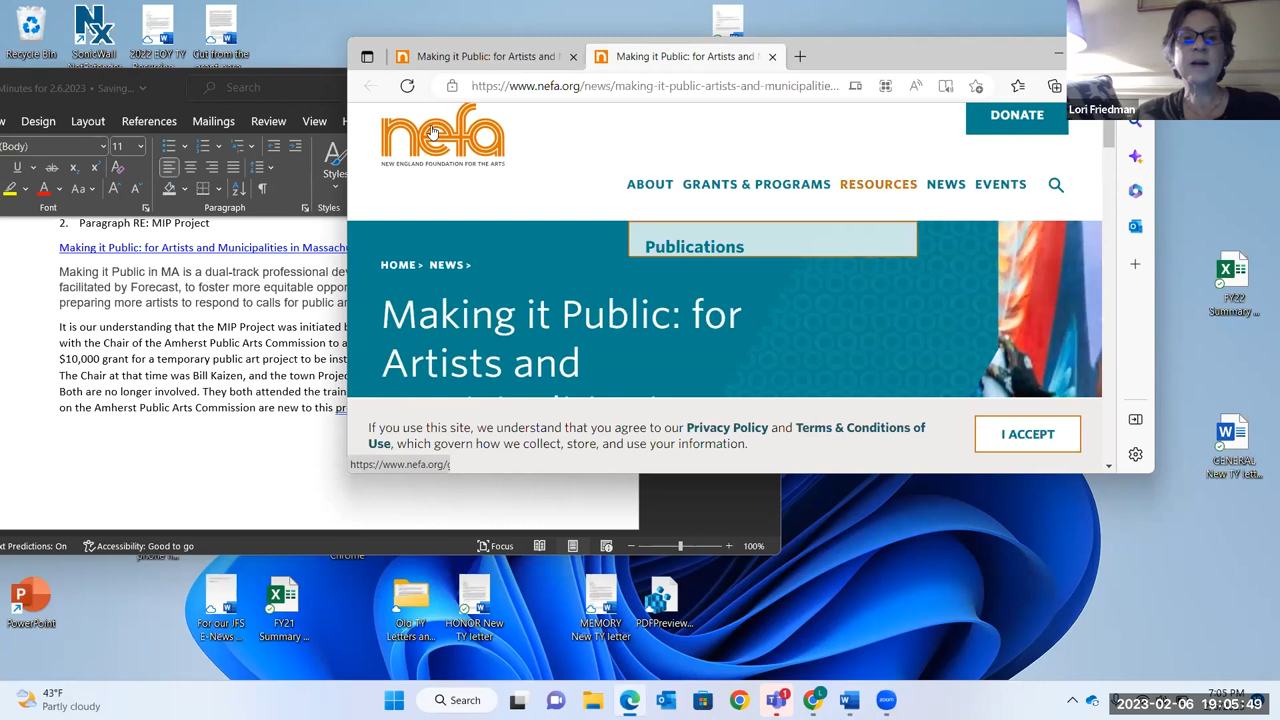 Recycle Bin
SonicWall
2022 EOY TY
Cut from the
Making it Public: for Artists and
Making it Public: for Artists and
Minutes for 2.6.2023 • Saving...
Search
https://www.nefa.org/news/making-it-public-artists-and-municipalitie...
Lori Friedman
Design
Layout
References
Mailings
Review
View
(Body)
11
Font
Paragraph
Styles
Styles
nefa
NEW ENGLAND FOUNDATION FOR THE ARTS
DONATE
ABOUT GRANTS & PROGRAMS RESOURCES NEWS EVENTS
Publications
HOME > NEWS >
Making it Public: for
Artists and
If you use this site, we understand that you agree to our Privacy Policy and Terms & Conditions of
Use, which govern how we collect, store, and use your information.
I ACCEPT
https://www.nefa.org/g
2. Paragraph RE: MIP Project
Making it Public: for Artists and Municipalities in Massachu
Making it Public in MA is a dual-track professional dev
facilitated by Forecast, to foster more equitable oppor
preparing more artists to respond to calls for public ar
It is our understanding that the MIP Project was initiated b
with the Chair of the Amherst Public Arts Commission to a
$10,000 grant for a temporary public art project to be inst
The Chair at that time was Bill Kaizen, and the town Projec
Both are no longer involved. They both attended the train
on the Amherst Public Arts Commission are new to this pr
xt Predictions: On
Accessibility: Good to go
Focus
100%
FY22
Summary ...
GENERAL
New TY lett...
Chrome
PowerPoint
For our JFS
E-News ...
FY21
Summary ...
Old TY
Letters an...
HONOR New
TY letter
MEMORY
New TY letter
PDFPreview...
43°F
Partly cloudy
Search
zoom
7:05 PM
2023-02-06 19:05:49